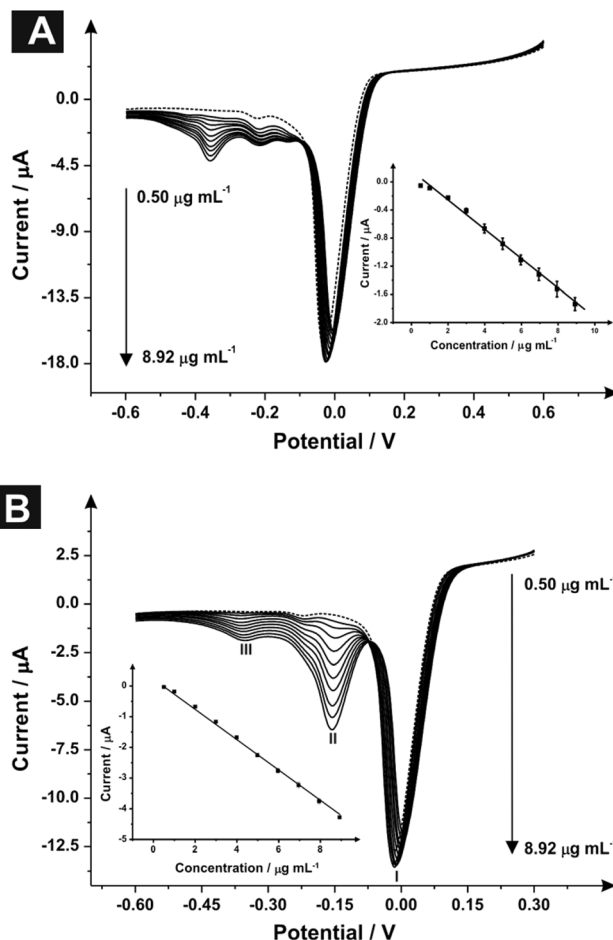 A
Current / µA
0.0
-4.5
-9.0
-13.5
-18.0
0.50 µg mL-1
8.92 µg mL-1
Current / µA
0.0
-0.4
-0.8
-1.2
-1.6
-2.0
0 2 4 6 8 10
Concentration / µg mL-1
-0.6 -0.4 -0.2 0.0 0.2 0.4 0.6
Potential / V
B
Current / µA
2.5
0.0
-2.5
-5.0
-7.5
-10.0
-12.5
0.50 µg mL-
8.92 µg mL-
III
II
I
Current / µA
0
-1
-2
-3
-4
-5
0 2 4 6 8
Concentration / µg mL-1
-0.60 -0.45 -0.30 -0.15 0.00 0.15 0.30
Potential / V